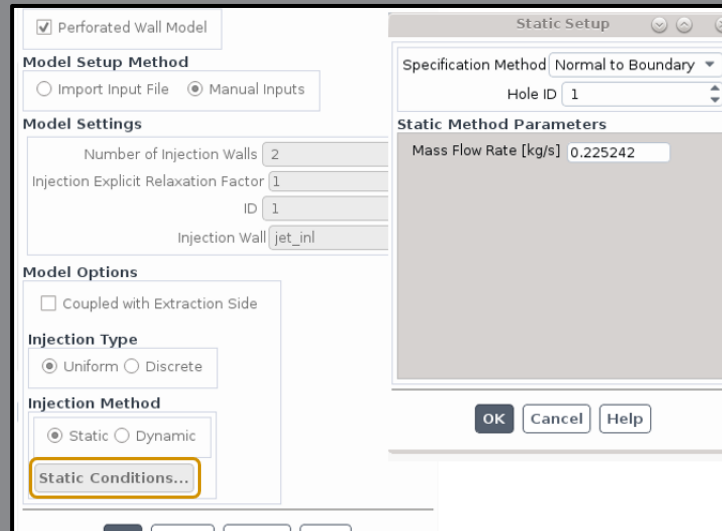 Perforated Wall Model
Model Setup Method
Import Input File Manual Inputs
Model Settings
Number of Injection Walls 2
Injection Explicit Relaxation Factor 1
ID 1
Injection Wall jet_inl
Model Options
Coupled with Extraction Side
Injection Type
Uniform Discrete
Injection Method
Static Dynamic
Static Conditions...
Static Setup
Specification Method Normal to Boundary
Hole ID 1
Static Method Parameters
Mass Flow Rate [kg/s] 0.225242
OK Cancel Help